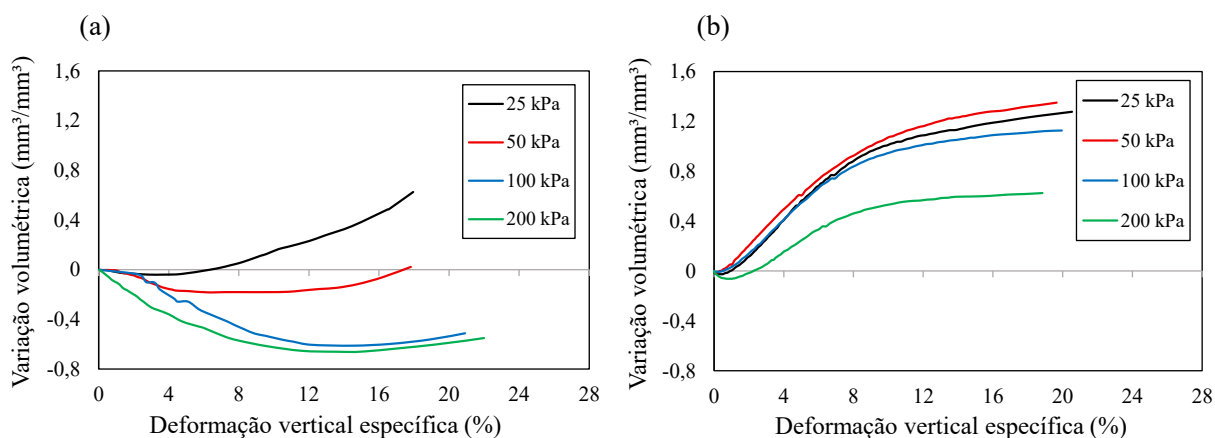 (a)
Variação volumétrica (mm³/mm³)
1,6
1,2
0,8
0,4
0
-0,4
-0,8
25 kPa
50 kPa
100 kPa
200 kPa
0 4 8 12 16 20 24 28
Deformação vertical específica (%)
(b)
Variação volumétrica (mm³/mm³)
1,6
1,2
0,8
0,4
0
-0,4
-0,8
25 kPa
50 kPa
100 kPa
200 kPa
0 4 8 12 16 20 24 28
Deformação vertical específica (%)